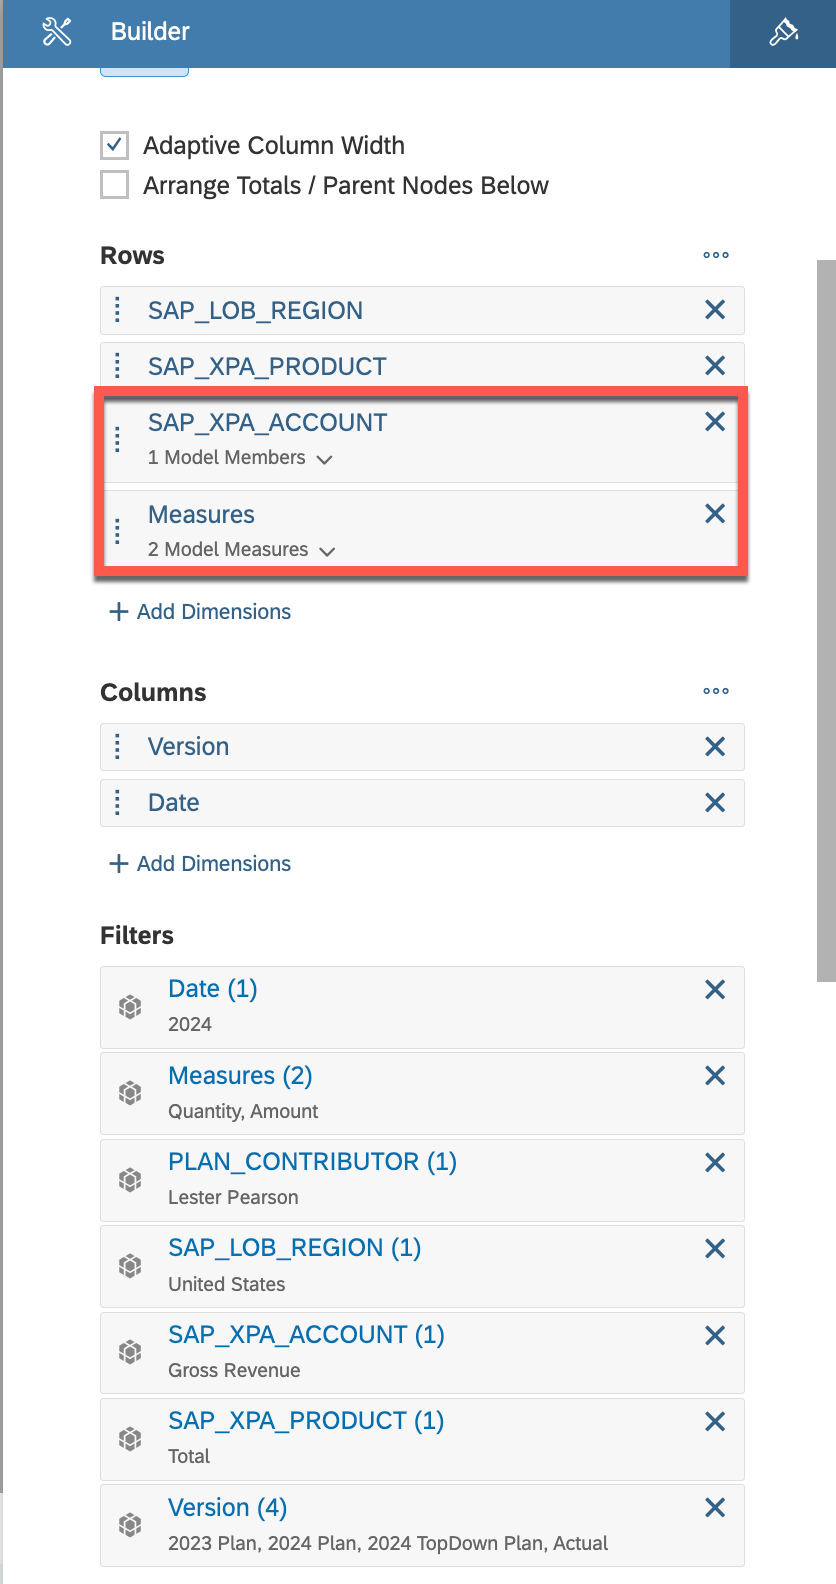 Builder
Adaptive Column Width
Arrange Totals / Parent Nodes Below
Rows
SAP_LOB_REGION
SAP_XPA_PRODUCT
SAP_XPA_ACCOUNT
1 Model Members
Measures
2 Model Measures
+ Add Dimensions
Columns
Version
Date
+ Add Dimensions
Filters
Date (1)
2024
Measures (2)
Quantity, Amount
PLAN_CONTRIBUTOR (1)
Lester Pearson
SAP_LOB_REGION (1)
United States
SAP_XPA_ACCOUNT (1)
Gross Revenue
SAP_XPA_PRODUCT (1)
Total
Version (4)
2023 Plan, 2024 Plan, 2024 TopDown Plan, Actual